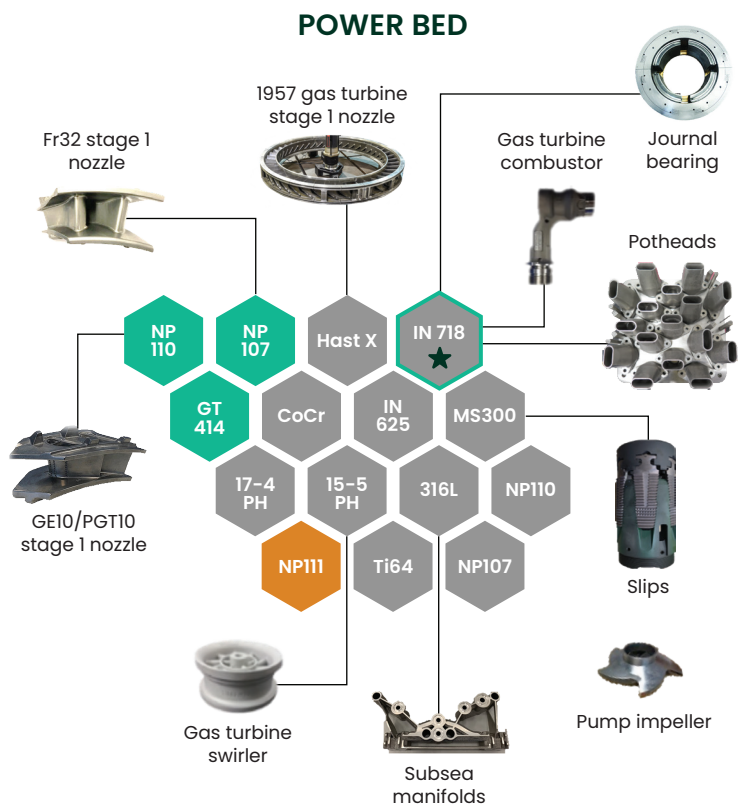 POWER BED
1957 gas turbine
stage 1 nozzle
Fr32 stage 1
nozzle
Gas turbine
combustor
Journal
bearing
Potheads
NP
110
NP
107
Hast X
IN 718
GT
414
CoCr
IN
625
MS300
17-4
PH
15-5
PH
316L
NP110
GE10/PGT10
stage 1 nozzle
NP111
Ti64
NP107
Slips
Gas turbine
swirler
Subsea
manifolds
Pump impeller